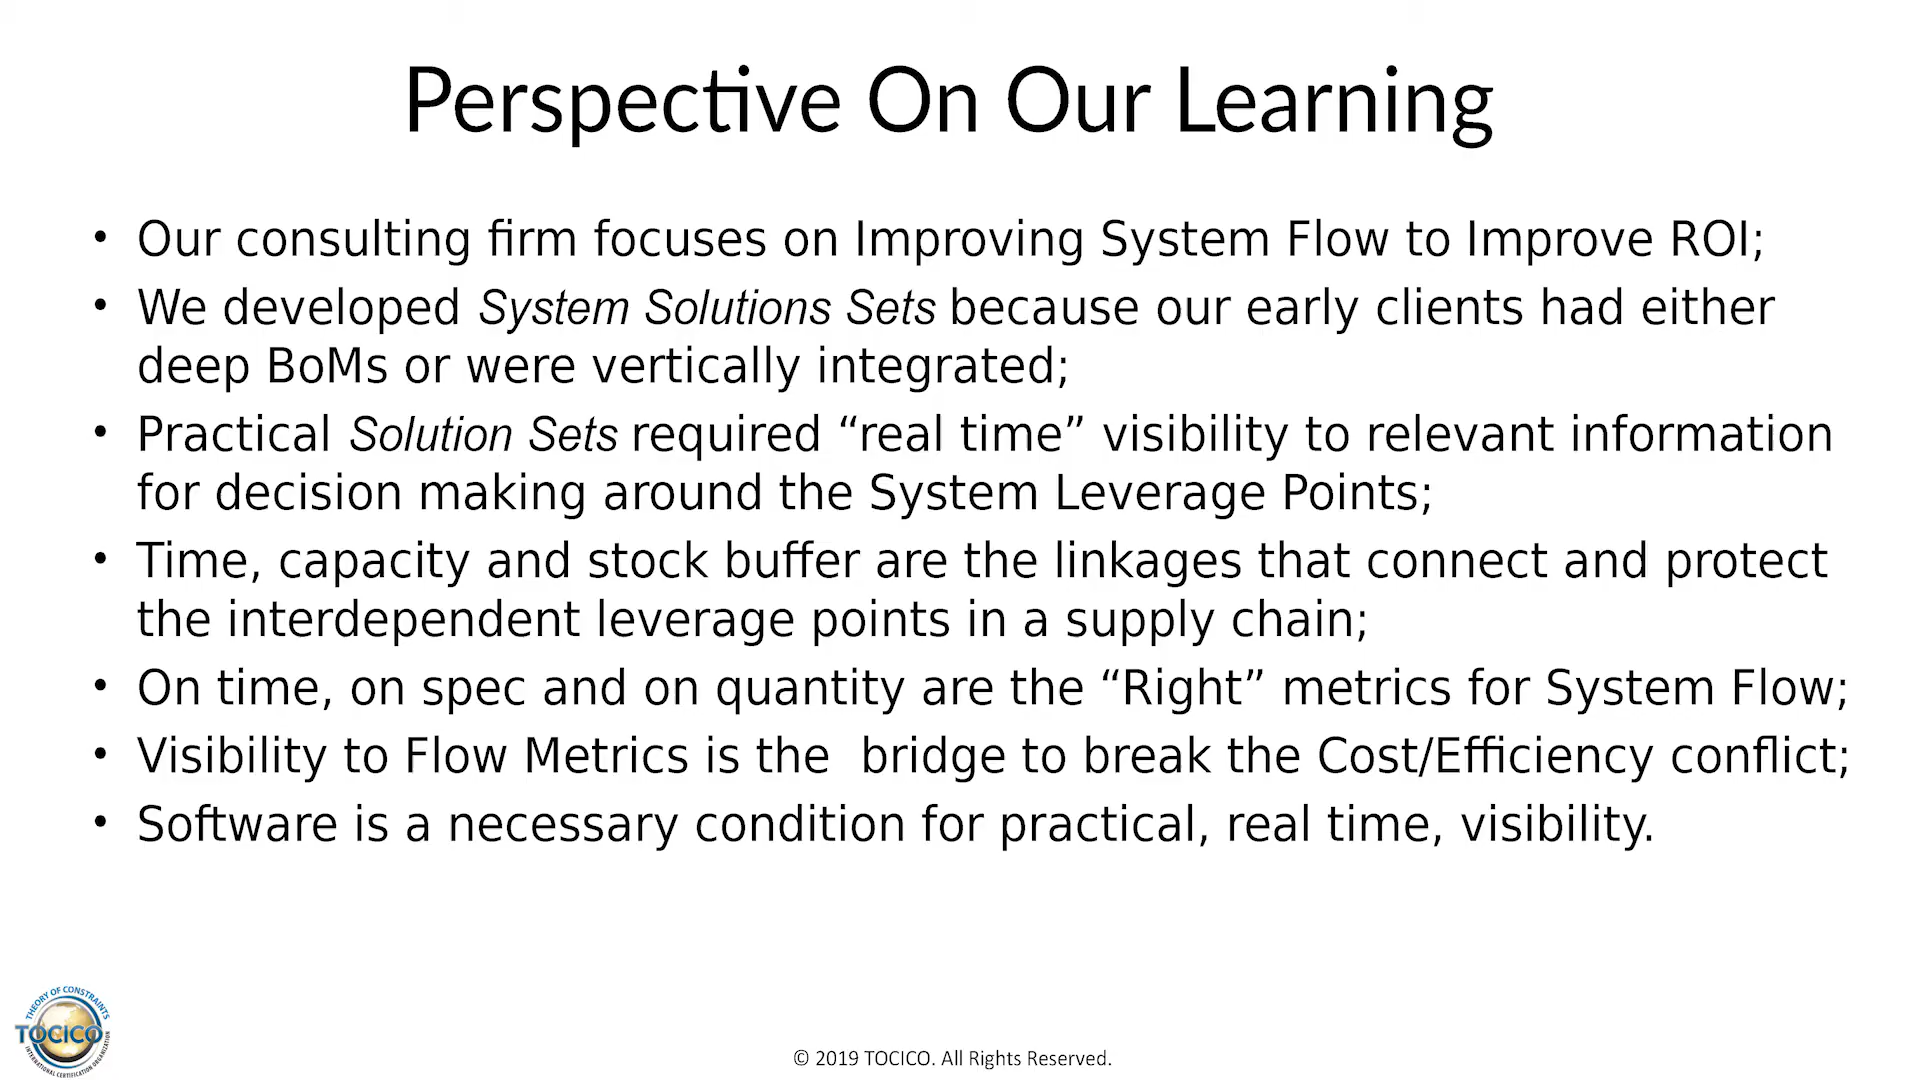 Perspective On Our Learning
• Our consulting firm focuses on Improving System Flow to Improve ROI;
• We developed System Solutions Sets because our early clients had either
deep BoMs or were vertically integrated;
• Practical Solution Sets required “real time” visibility to relevant information
for decision making around the System Leverage Points;
• Time, capacity and stock buffer are the linkages that connect and protect
the interdependent leverage points in a supply chain;
• On time, on spec and on quantity are the “Right” metrics for System Flow;
• Visibility to Flow Metrics is the  bridge to break the Cost/Efficiency conflict;
• Software is a necessary condition for practical, real time, visibility.
THEORY OF CONSTRAINTS
TOCICO
INTERNATIONAL CERTIFICATION ORGANIZATION
© 2019 TOCICO. All Rights Reserved.